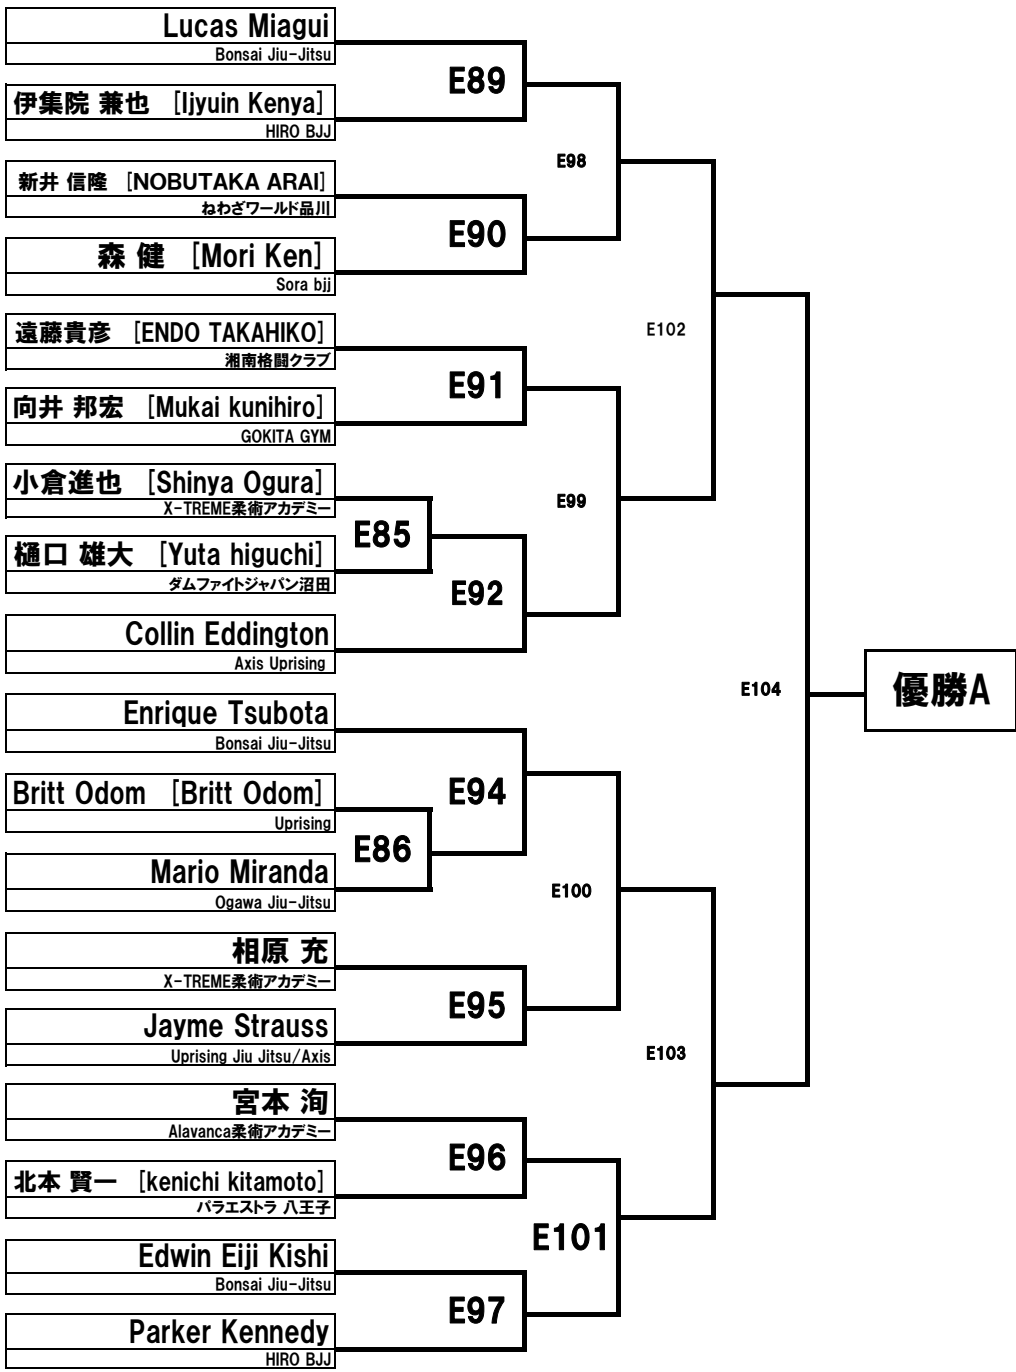 Lucas Miagui
Bonsai Jiu-Jitsu
E89
伊集院 兼也 [Ijyuin Kenya]
HIRO BJJ
E98
新井 信隆 [NOBUTAKA ARAI]
ねわざワールド品川
E90
森 健 [Mori Ken]
Sora bjj
E102
遠藤貴彦 [ENDO TAKAHIKO]
湘南格闘クラブ
E91
向井 邦宏 [Mukai kunihiro]
GOKITA GYM
小倉進也 [Shinya Ogura]
X-TREME柔術アカデミー
E99
E85
樋口 雄大 [Yuta higuchi]
ダムファイトジャパン沼田
E92
Collin Eddington
Axis Uprising
E104
優勝A
Enrique Tsubota
Bonsai Jiu-Jitsu
E94
Britt Odom [Britt Odom]
Uprising
E86
Mario Miranda
Ogawa Jiu-Jitsu
E100
相原 充
X-TREME柔術アカデミー
E95
Jayme Strauss
Uprising Jiu Jitsu/Axis
E103
宮本 洵
Alavanca柔術アカデミー
E96
北本 賢一 [kenichi kitamoto]
パラエストラ 八王子
E101
Edwin Eiji Kishi
Bonsai Jiu-Jitsu
E97
Parker Kennedy
HIRO BJJ